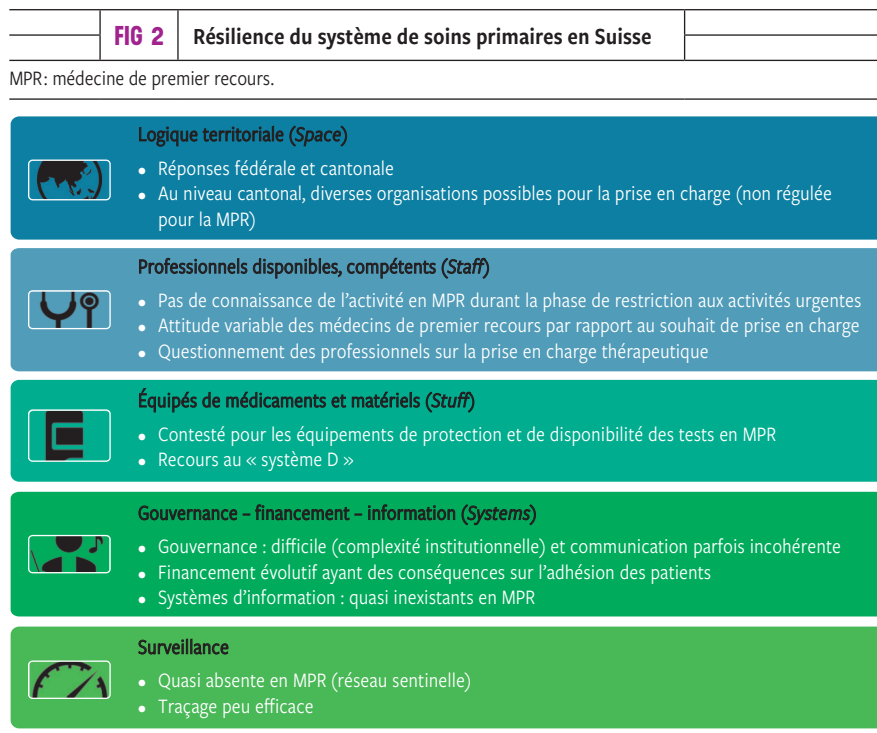 FIG 2 Résilience du système de soins primaires en Suisse
MPR: médecine de premier recours.
Logique territoriale (Space)
• Réponses fédérale et cantonale
• Au niveau cantonal, diverses organisations possibles pour la prise en charge (non régulée
pour la MPR)
Professionnels disponibles, compétents (Staff)
• Pas de connaissance de l’activité en MPR durant la phase de restriction aux activités urgentes
• Attitude variable des médecins de premier recours par rapport au souhait de prise en charge
• Questionnement des professionnels sur la prise en charge thérapeutique
Équipés de médicaments et matériels (Stuff)
• Contesté pour les équipements de protection et de disponibilité des tests en MPR
• Recours au « système D »
Gouvernance – financement – information (Systems)
• Gouvernance : difficile (complexité institutionnelle) et communication parfois incohérente
• Financement évolutif ayant des conséquences sur l’adhésion des patients
• Systèmes d’information : quasi inexistants en MPR
Surveillance
• Quasi absente en MPR (réseau sentinelle)
• Traçage peu efficace